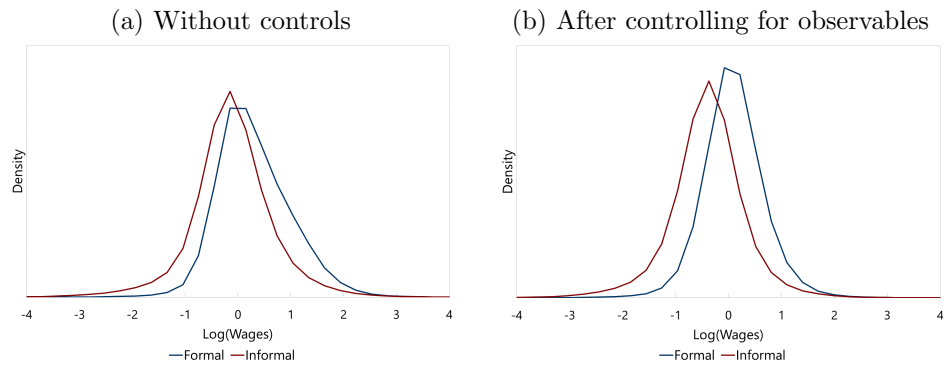 (a) Without controls
Density
-4 -3 -2 -1 0 1 2 3 4
Log(Wages)
Formal Informal
(b) After controlling for observables
Density
-4 -3 -2 -1 0 1 2 3 4
Log(Wages)
Formal Informal